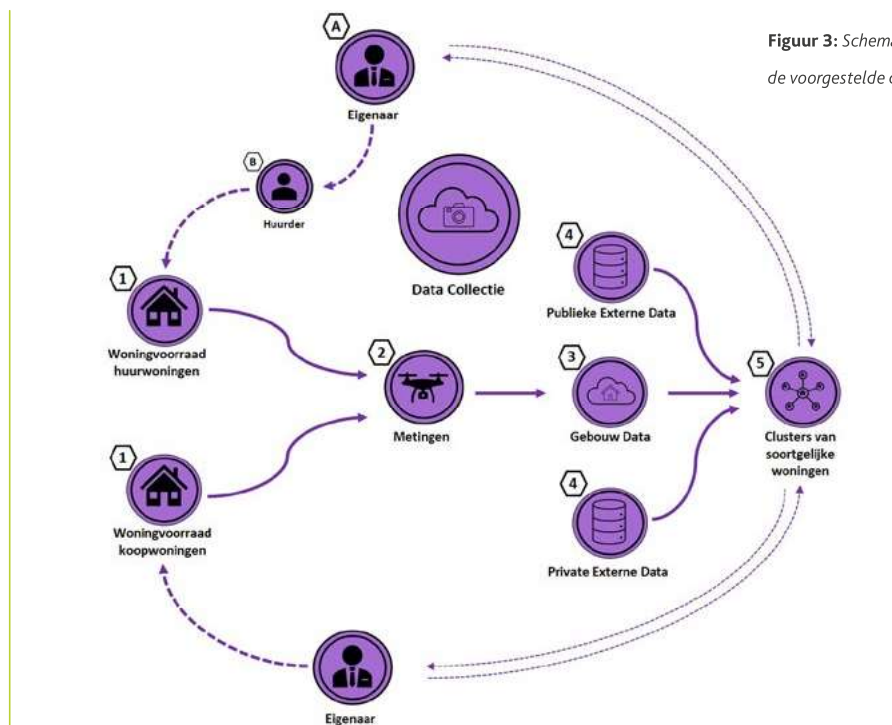 Figuur 3: Schema
de voorgestelde
A
Eigenaar
B
Huurder
Data Collectie
1
Woningvoorraad
huurwoningen
2
Metingen
4
Publieke Externe Data
3
Gebouw Data
5
Clusters van
soortgelijke
woningen
1
Woningvoorraad
koopwoningen
4
Private Externe Data
Eigenaar